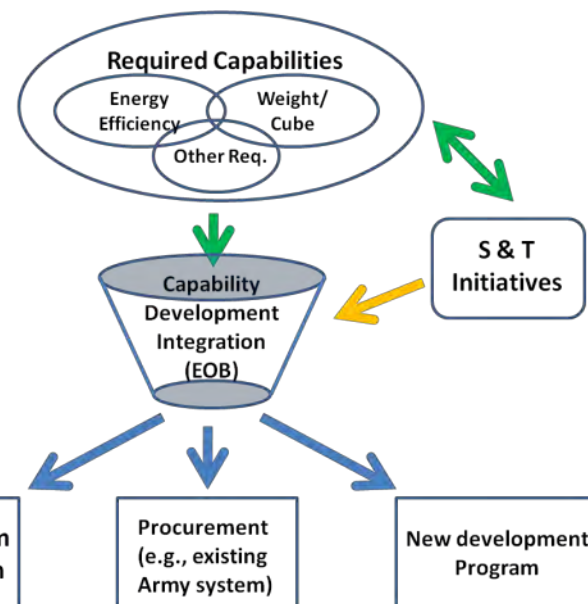 Required Capabilities
Energy
Efficiency
Weight/
Cube
Other Req.
S & T
Initiatives
Capability
Development
Integration
(EOB)
Procurement
(e.g., existing
Army system)
New development
Program